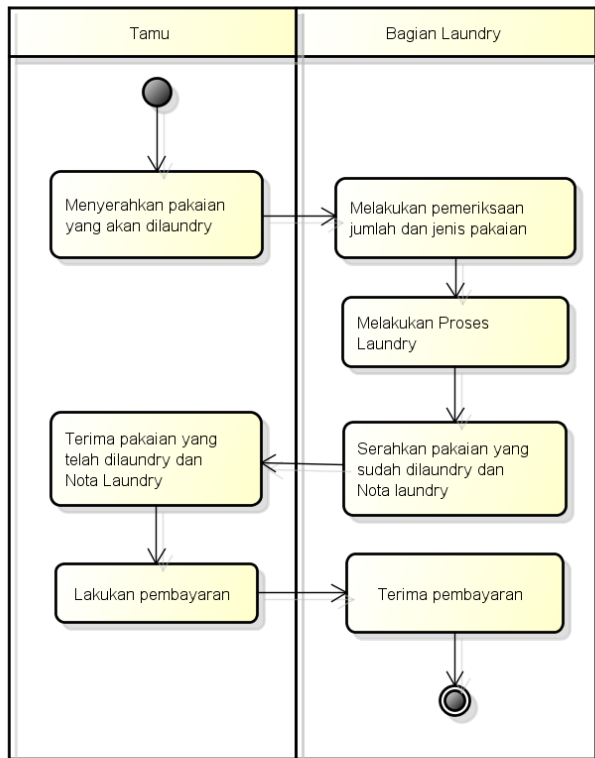 Tamu
Bagian Laundry
Menyerahkan pakaian
yang akan dilaundry
Melakukan pemeriksaan
jumlah dan jenis pakaian
Melakukan Proses
Laundry
Serahkan pakaian yang
sudah dilaundry dan
Nota laundry
Terima pakaian yang
telah dilaundry dan
Nota Laundry
Lakukan pembayaran
Terima pembayaran